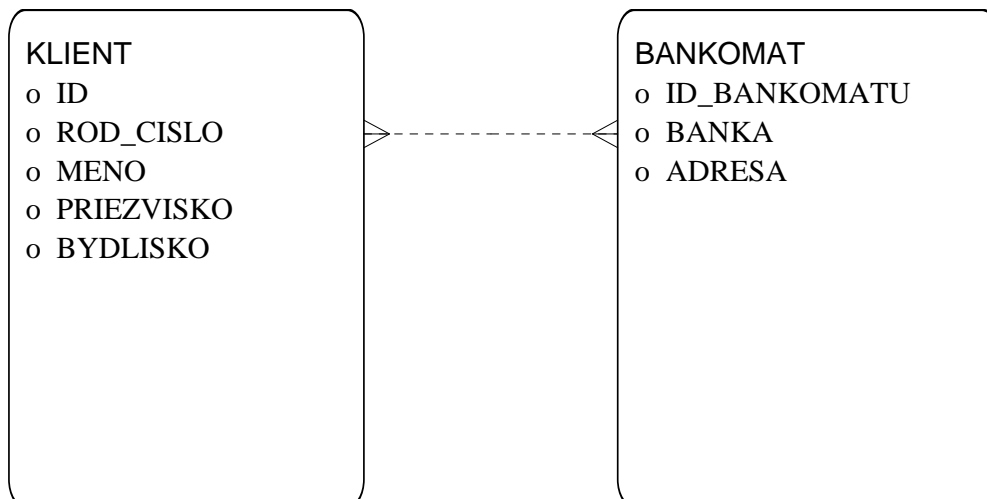 KLIENT
o ID
o ROD_CISLO
o MENO
o PRIEZVISKO
o BYDLISKO
BANKOMAT
o ID_BANKOMATU
o BANKA
o ADRESA